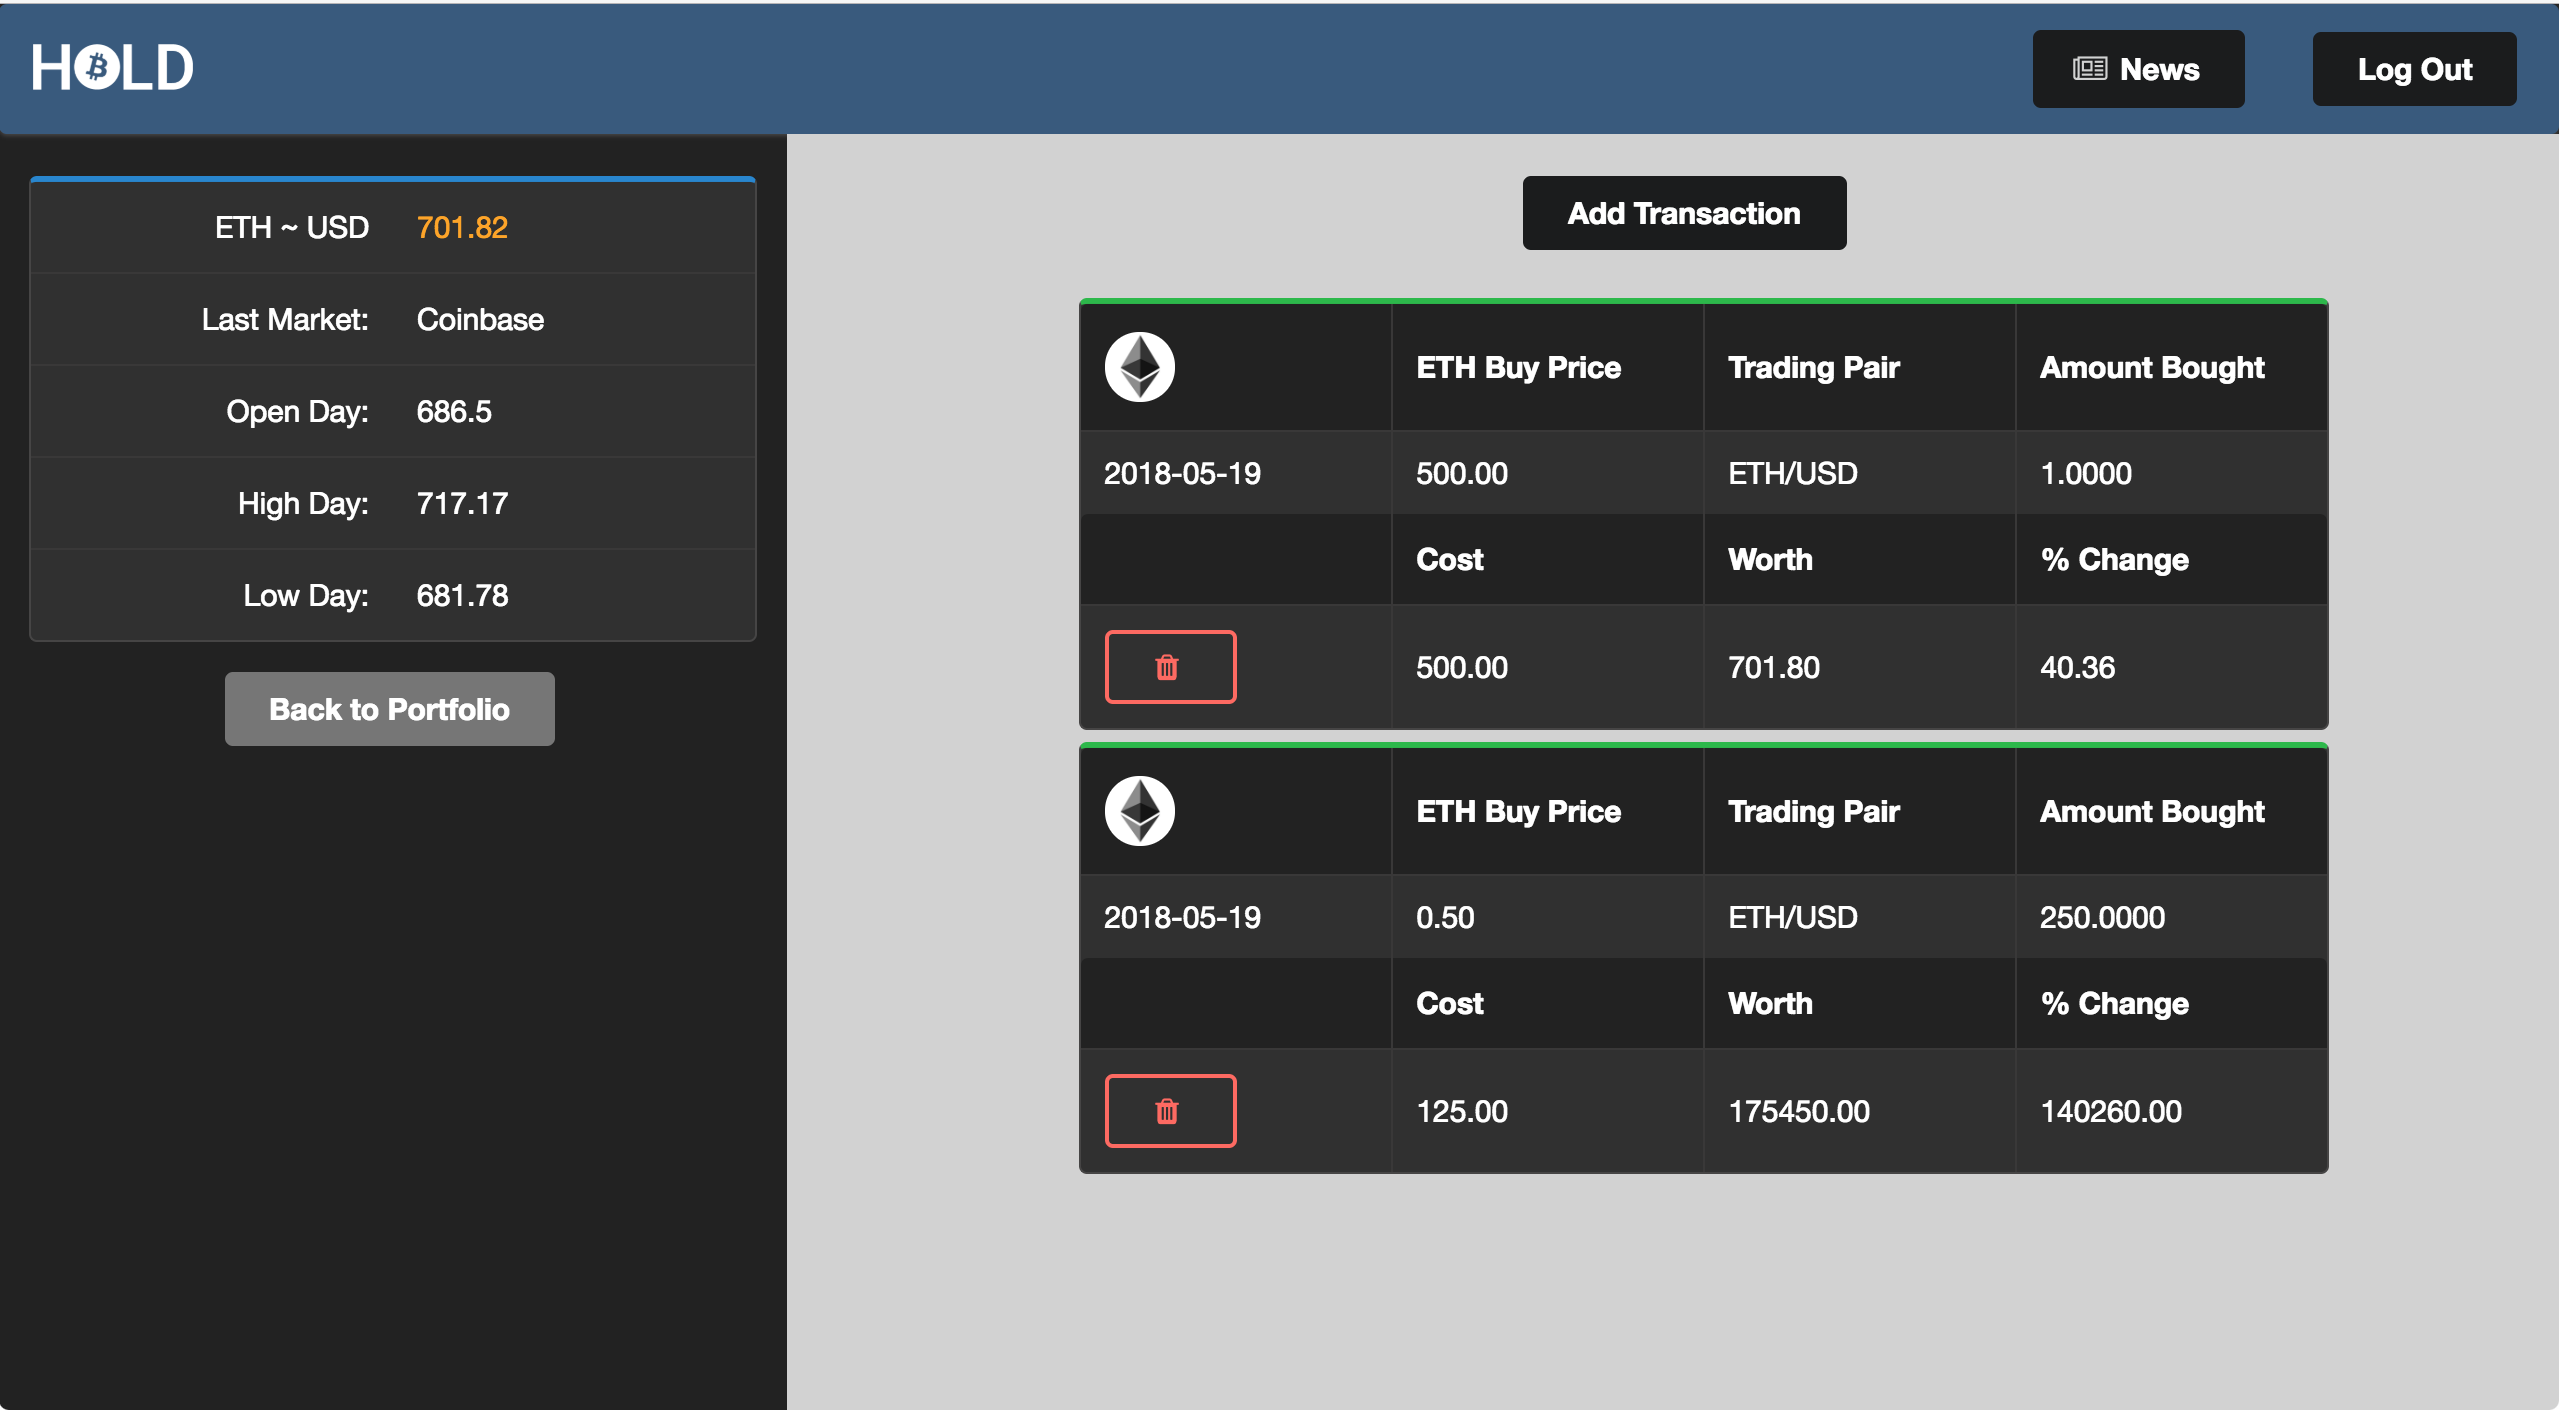 HOLD
News
Log Out
ETH ~ USD 701.82
Last Market: Coinbase
Open Day: 686.5
High Day: 717.17
Low Day: 681.78
Back to Portfolio
Add Transaction
ETH Buy Price Trading Pair Amount Bought
2018-05-19 500.00 ETH/USD 1.0000
Cost Worth % Change
500.00 701.80 40.36
ETH Buy Price Trading Pair Amount Bought
2018-05-19 0.50 ETH/USD 250.0000
Cost Worth % Change
125.00 175450.00 140260.00